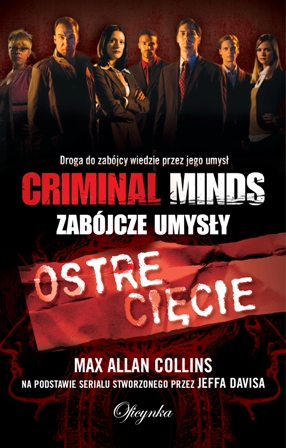 Droga do zabójcy wiedzie przez jego umysł
CRIMINAL MINDS
ZABÓJCZE UMYSŁY
OSTRE
CIĘCIE
MAX ALLAN COLLINS
NA PODSTAWIE SERIALU STWORZONEGO PRZEZ JEFFA DAVISA
Oficynka